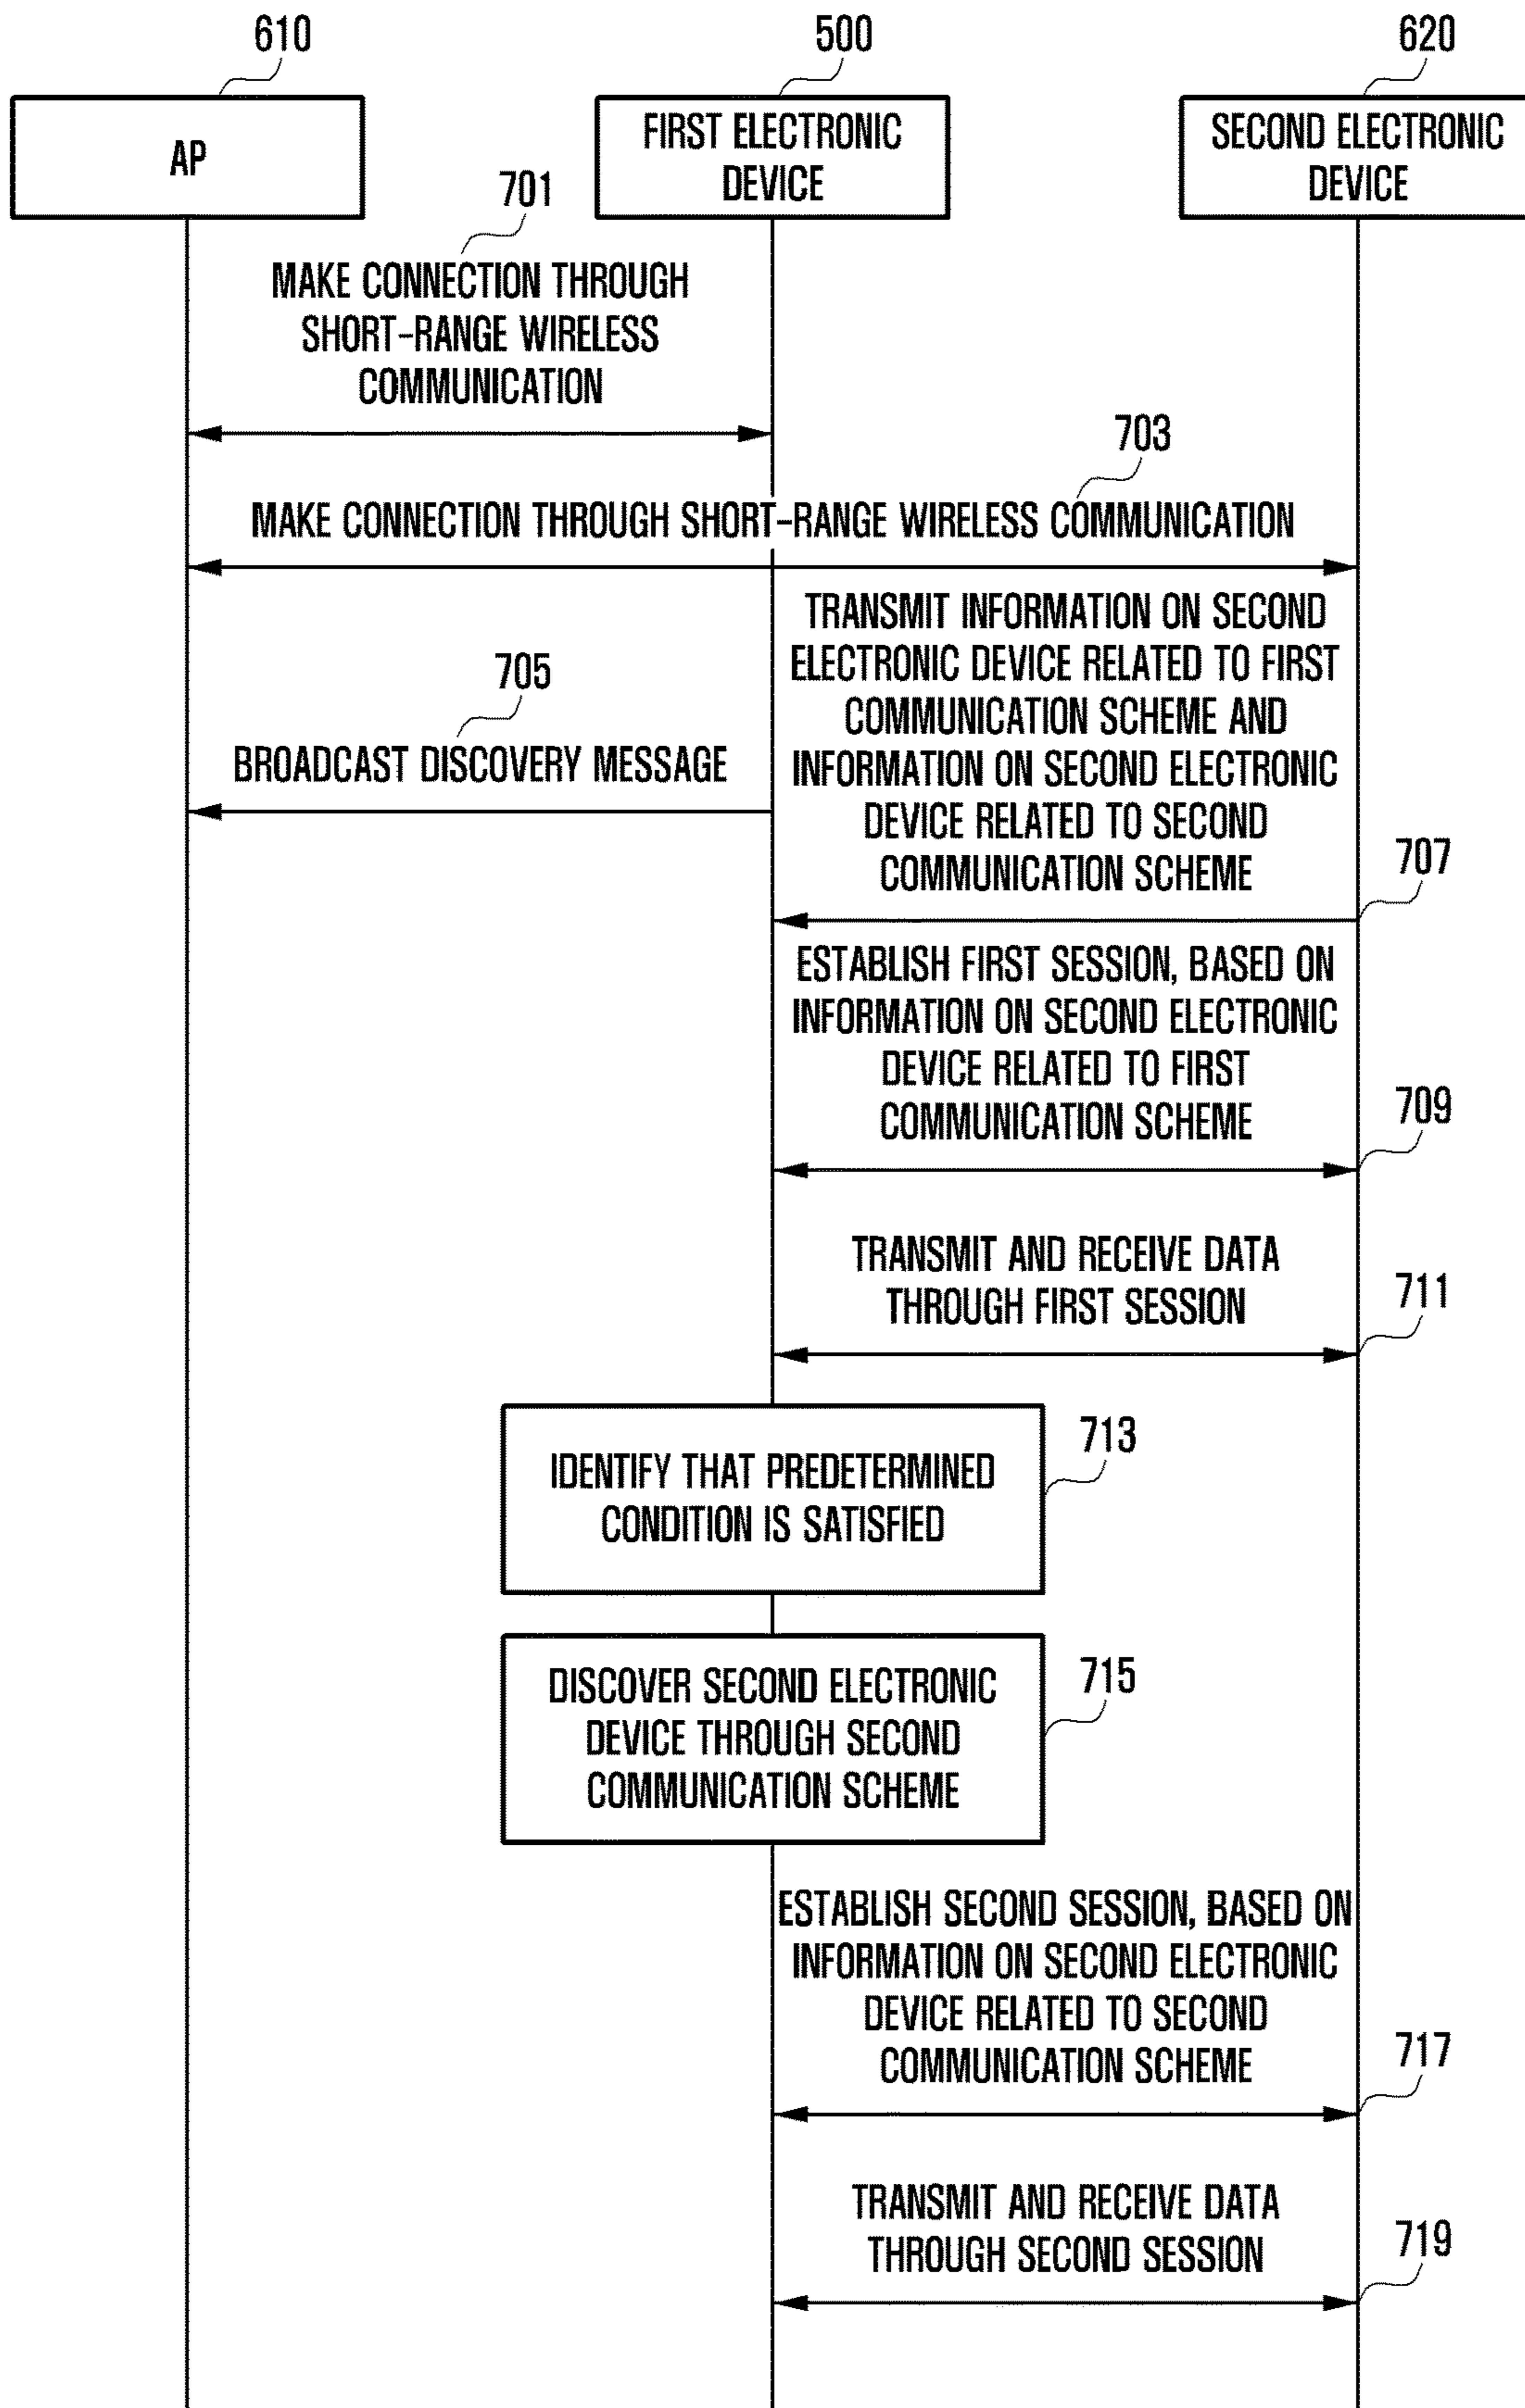 610
500
620
AP
FIRST ELECTRONIC
DEVICE
SECOND ELECTRONIC
DEVICE
701
MAKE CONNECTION THROUGH
SHORT-RANGE WIRELESS
COMMUNICATION
703
MAKE CONNECTION THROUGH SHORT-RANGE WIRELESS COMMUNICATION
705
BROADCAST DISCOVERY MESSAGE
TRANSMIT INFORMATION ON SECOND
ELECTRONIC DEVICE RELATED TO FIRST
COMMUNICATION SCHEME AND
INFORMATION ON SECOND ELECTRONIC
DEVICE RELATED TO SECOND
COMMUNICATION SCHEME
707
ESTABLISH FIRST SESSION, BASED ON
INFORMATION ON SECOND ELECTRONIC
DEVICE RELATED TO FIRST
COMMUNICATION SCHEME
709
TRANSMIT AND RECEIVE DATA
THROUGH FIRST SESSION
711
IDENTIFY THAT PREDETERMINED
CONDITION IS SATISFIED
713
DISCOVER SECOND ELECTRONIC
DEVICE THROUGH SECOND
COMMUNICATION SCHEME
715
ESTABLISH SECOND SESSION, BASED ON
INFORMATION ON SECOND ELECTRONIC
DEVICE RELATED TO SECOND
COMMUNICATION SCHEME
717
TRANSMIT AND RECEIVE DATA
THROUGH SECOND SESSION
719